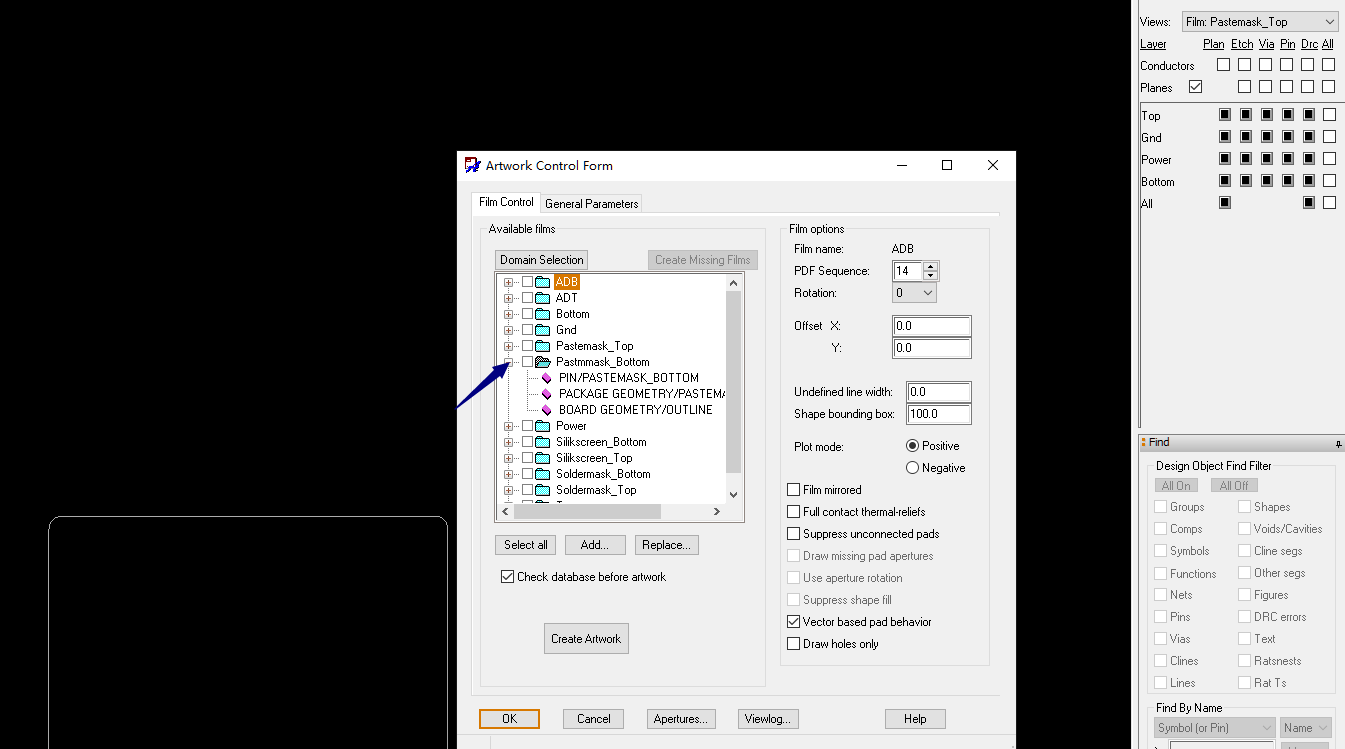 Views: Film: Pastemask_Top
Layer Plan Etch Via Pin Drc All
Conductors
Planes
Top
Gnd
Power
Bottom
All
Artwork Control Form
Film Control General Parameters
Available films
Domain Selection Create Missing Films
ADB
ADT
Bottom
Gnd
Pastemask_Top
Pastmmask_Bottom
PIN/PASTEMASK_BOTTOM
PACKAGE GEOMETRY/PASTEMA
BOARD GEOMETRY/OUTLINE
Power
Silikscreen_Bottom
Silikscreen_Top
Soldermask_Bottom
Soldermask_Top
Select all Add... Replace...
Check database before artwork
Create Artwork
Film options
Film name: ADB
PDF Sequence: 14
Rotation: 0
Offset X: 0.0
Y: 0.0
Undefined line width: 0.0
Shape bounding box: 100.0
Plot mode: Positive
Negative
Film mirrored
Full contact thermal-reliefs
Suppress unconnected pads
Draw missing pad apertures
Use aperture rotation
Suppress shape fill
Vector based pad behavior
Draw holes only
OK Cancel Apertures... Viewlog... Help
Find
Design Object Find Filter
All On All Off
Groups Shapes
Comps Voids/Cavities
Symbols Cline segs
Functions Other segs
Nets Figures
Pins DRC errors
Vias Text
Clines Ratsnests
Lines Rat Ts
Find By Name
Symbol (or Pin) Name